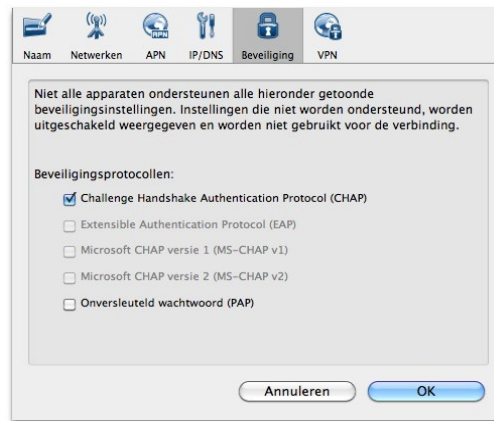 Naam Netwerken APN IP/DNS Beveiliging VPN
Niet alle apparaten ondersteunen alle hieronder getoonde
beveiligingsinstellingen. Instellingen die niet worden ondersteund, worden
uitgeschakeld weergegeven en worden niet gebruikt voor de verbinding.
Beveiligingsprotocollen:
Challenge Handshake Authentication Protocol (CHAP)
Extensible Authentication Protocol (EAP)
Microsoft CHAP versie 1 (MS-CHAP v1)
Microsoft CHAP versie 2 (MS-CHAP v2)
Onversleuteld wachtwoord (PAP)
Annuleren OK